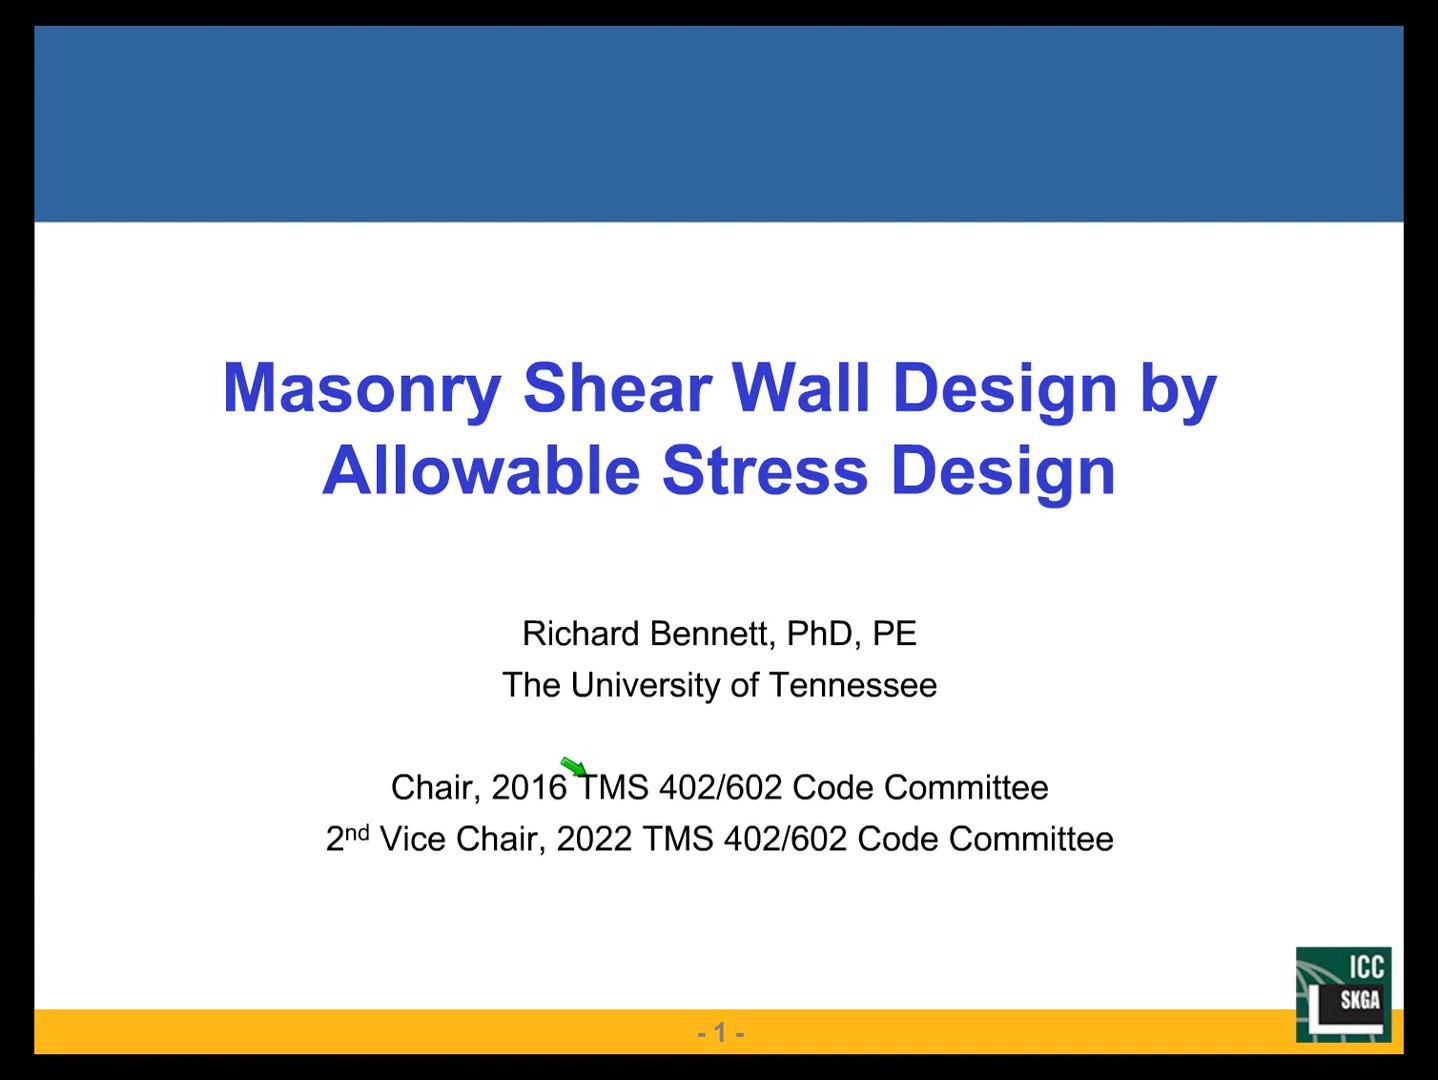 Masonry Shear Wall Design by
Allowable Stress Design
Richard Bennett, PhD, PE
The University of Tennessee
Chair, 2016 TMS 402/602 Code Committee
2nd Vice Chair, 2022 TMS 402/602 Code Committee
ICC
SKGA
- 1 -